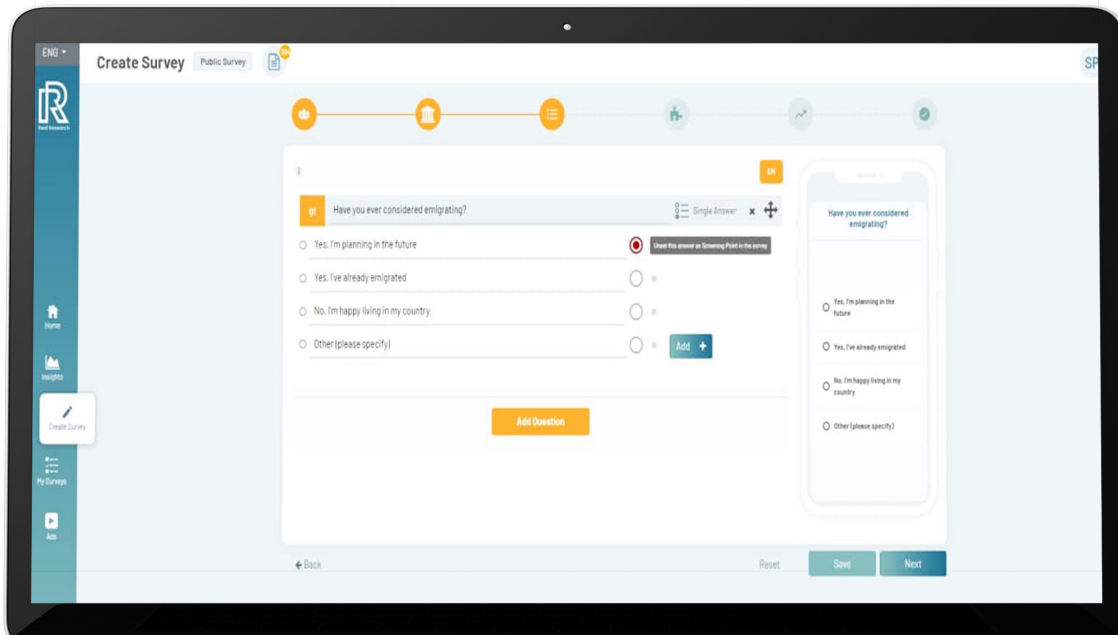 ENG
Create Survey
Public Survey
Real Research
EN
Q1
Have you ever considered emigrating?
Single Answer
Yes, I'm planning in the future
Unset this answer as Screening Point in the survey
Yes, I've already emigrated
No, I'm happy living in my country
Other (please specify)
Add +
Add Question
Have you ever considered
emigrating?
Yes, I'm planning in the
future
Yes, I've already emigrated
No, I'm happy living in my
country
Other (please specify)
Home
Insights
Create Survey
My Surveys
Ads
Back
Reset
Save
Next